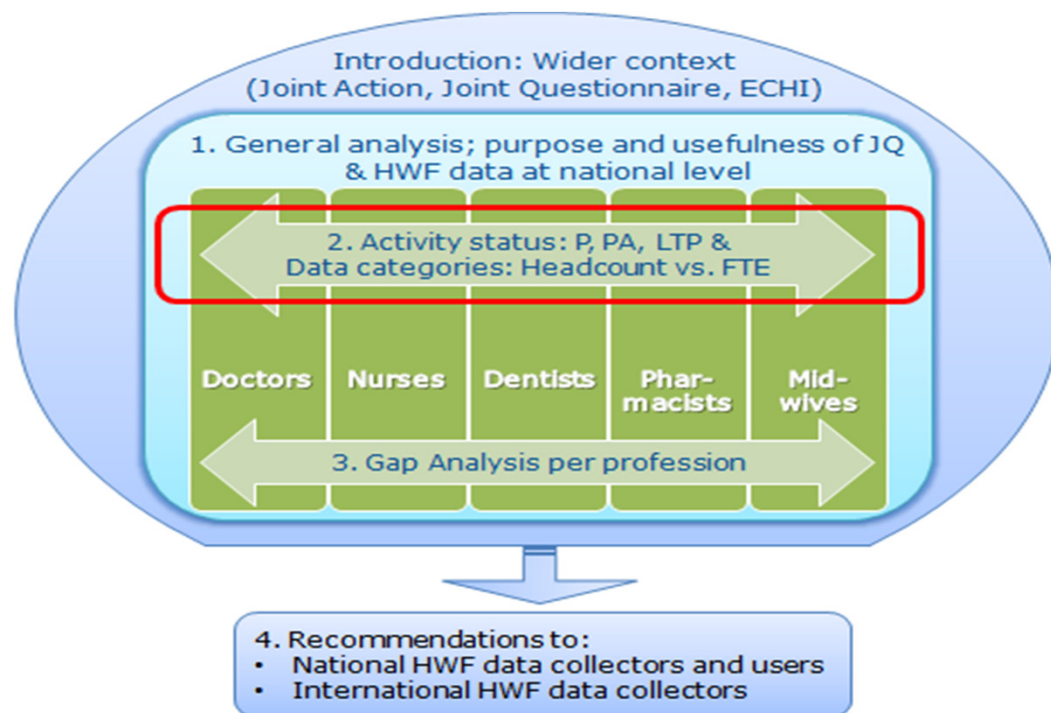 Introduction: Wider context
(Joint Action, Joint Questionnaire, ECHI)
1. General analysis; purpose and usefulness of JQ
& HWF data at national level
2. Activity status: P, PA, LTP &
Data categories: Headcount vs. FTE
Doctors
Nurses
Dentists
Phar-
macists
Mid-
wives
3. Gap Analysis per profession
4. Recommendations to:
• National HWF data collectors and users
• International HWF data collectors